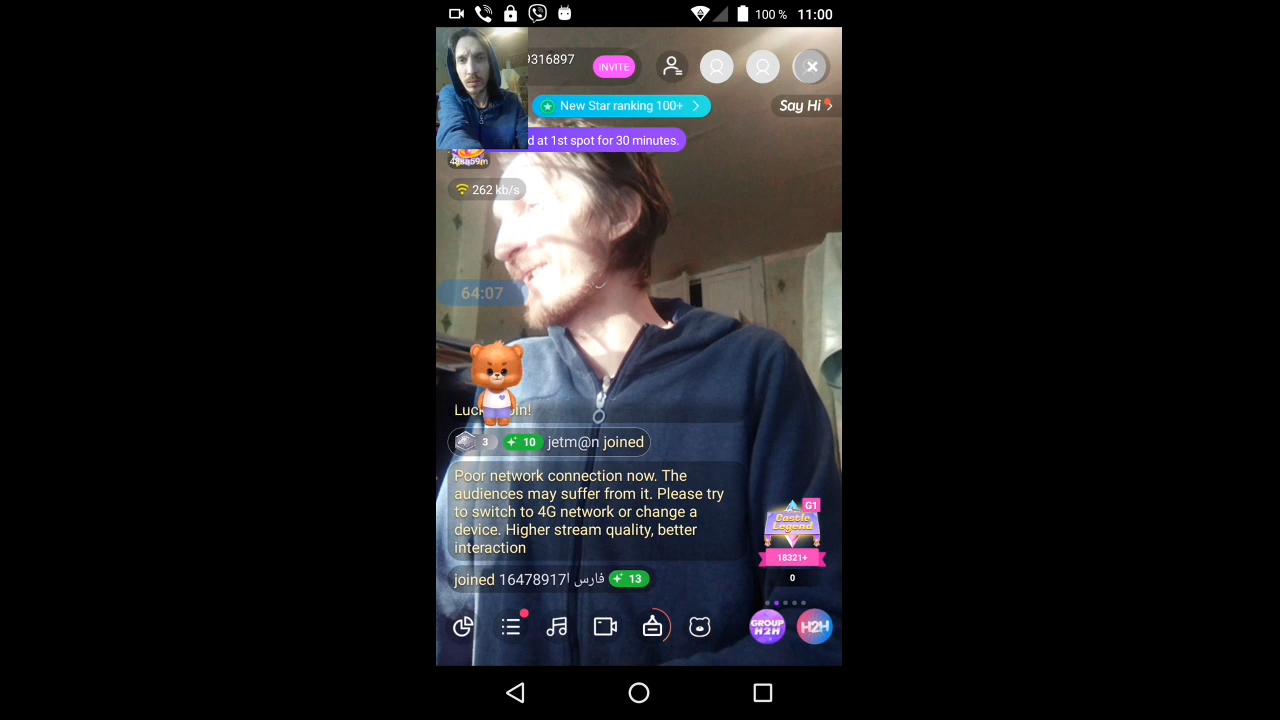 100 % 11:00
9316897
INVITE
New Star ranking 100+
Say Hi
d at 1st spot for 30 minutes.
262 kb/s
64:07
3 10 jetm@n joined
Poor network connection now. The
audiences may suffer from it. Please try
to switch to 4G network or change a
device. Higher stream quality, better
interaction
joined 16478917فارس ا 13
G1
Castle
Legend
18321+
0
GROUP
H2H
H2H